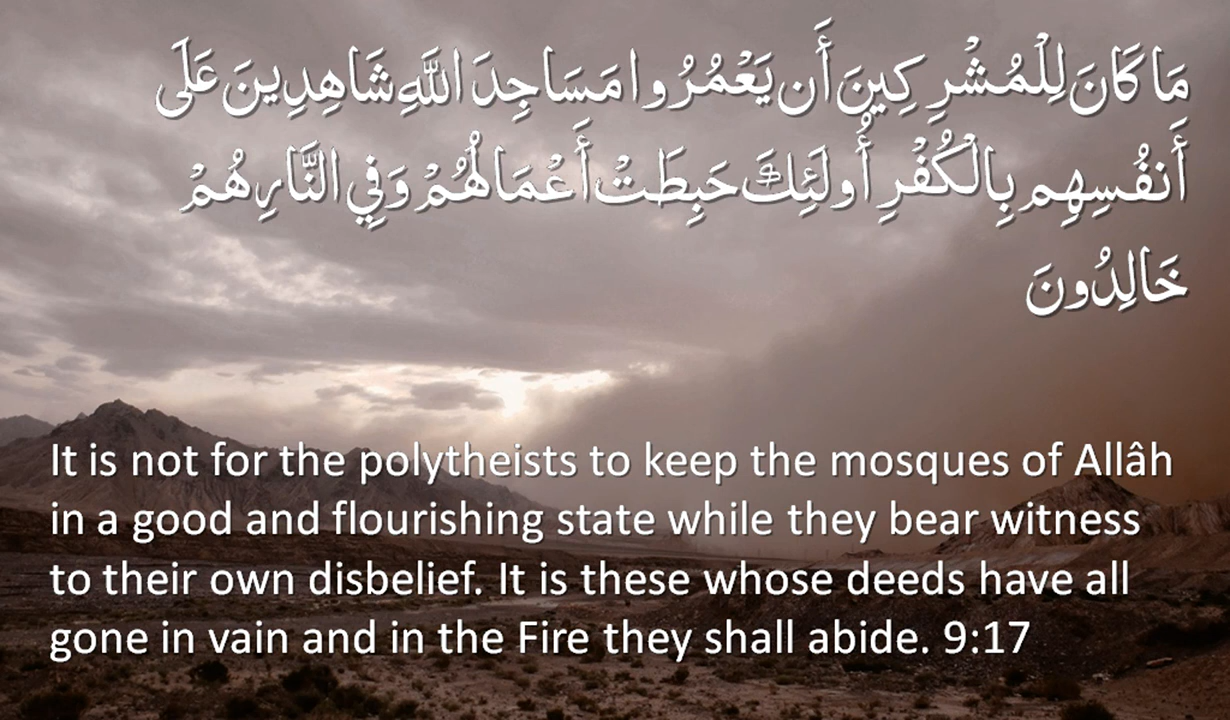 مَا كَانَ لِلْمُشْرِكِينَ أَن يَعْمُرُوا مَسَاجِدَ اللَّهِ شَاهِدِينَ عَلَى
أَنفُسِهِم بِالْكُفْرِ أُولَئِكَ حَبِطَتْ أَعْمَالُهُمْ وَفِي النَّارِ هُمْ
خَالِدُونَ
It is not for the polytheists to keep the mosques of Allâh
in a good and flourishing state while they bear witness
to their own disbelief. It is these whose deeds have all
gone in vain and in the Fire they shall abide. 9:17